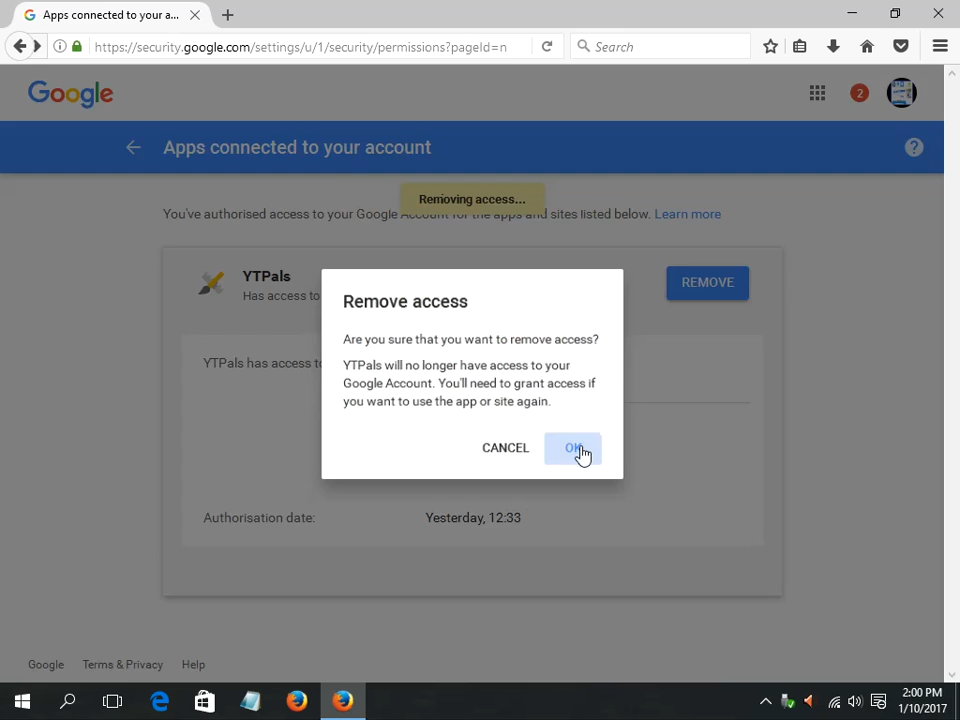 Apps connected to your a...
https://security.google.com/settings/u/1/security/permissions?pageId=n
Search
Google
2
Apps connected to your account
Removing access...
You've authorised access to your Google Account for the apps and sites listed below. Learn more
YTPals
Has access to
REMOVE
Remove access
Are you sure that you want to remove access?
YTPals has access to
YTPals will no longer have access to your
Google Account. You'll need to grant access if
you want to use the app or site again.
CANCEL
OK
Authorisation date:
Yesterday, 12:33
Google
Terms & Privacy
Help
2:00 PM
1/10/2017